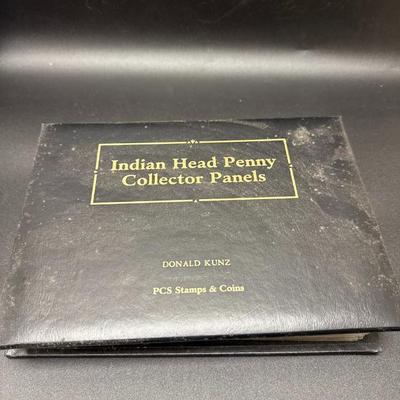 Indian Head Penny
Collector Panels
DONALD KUNZ
PCS Stamps & Coins